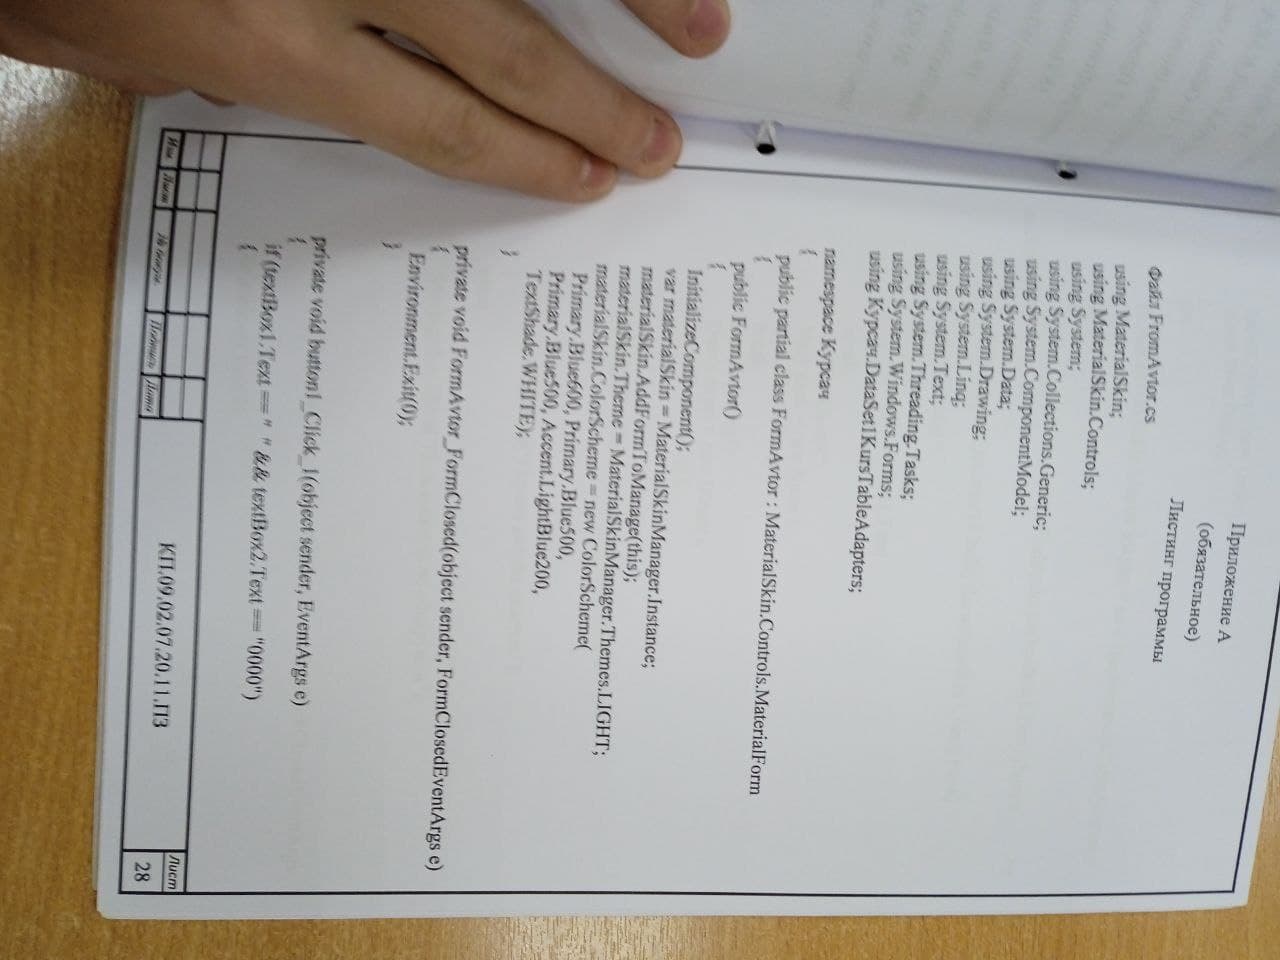 Приложение А
(обязательное)
Листинг программы
Файл FromAvtor.cs
using MaterialSkin;
using MaterialSkin.Controls;
using System;
using System.Collections.Generic;
using System.ComponentModel;
using System.Data;
using System.Drawing;
using System.Linq;
using System.Text;
using System.Threading.Tasks;
using System.Windows.Forms;
using Курсач.DataSet1KursTableAdapters;
namespace Курсач
{
public partial class FormAvtor : MaterialSkin.Controls.MaterialForm
{
public FormAvtor()
{
InitializeComponent();
var materialSkin = MaterialSkinManager.Instance;
materialSkin.AddFormToManage(this);
materialSkin.Theme = MaterialSkinManager.Themes.LIGHT;
materialSkin.ColorScheme = new ColorScheme(
Primary.Blue600, Primary.Blue500,
Primary.Blue500, Accent.LightBlue200,
TextShade.WHITE);
}
private void FormAvtor_FormClosed(object sender, FormClosedEventArgs e)
{
Environment.Exit(0);
}
private void button1_Click_1(object sender, EventArgs e)
{
if (textBox1.Text == "  " && textBox2.Text == "0000")
{
Изм. Лист № докум. Подпись Дата
КП.09.02.07.20.11.ПЗ
Лист
28